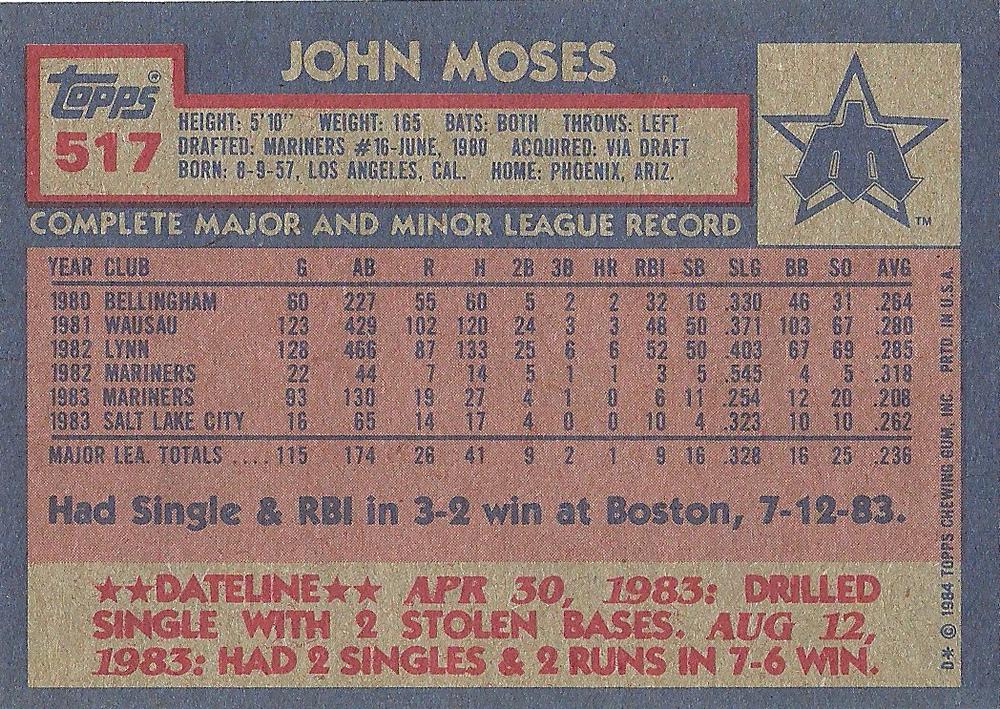 JOHN MOSES
TOPPS®
517
HEIGHT: 5'10" WEIGHT: 165 BATS: BOTH THROWS: LEFT
DRAFTED: MARINERS #16-JUNE, 1980 ACQUIRED: VIA DRAFT
BORN: 8-9-57, LOS ANGELES, CAL. HOME: PHOENIX, ARIZ.
TM
COMPLETE MAJOR AND MINOR LEAGUE RECORD
YEAR CLUB G AB R H 2B 3B HR RBI SB SLG BB SO AVG
1980 BELLINGHAM 60 227 55 60 5 2 2 32 16 .330 46 31 .264
1981 WAUSAU 123 429 102 120 24 3 3 48 50 .371 103 67 .280
1982 LYNN 128 466 87 133 25 6 6 52 50 .403 67 69 .285
1982 MARINERS 22 44 7 14 5 1 1 3 5 .545 4 5 .318
1983 MARINERS 93 130 19 27 4 1 0 6 11 .254 12 20 .208
1983 SALT LAKE CITY 16 65 14 17 4 0 0 10 4 .323 10 10 .262
MAJOR LEA. TOTALS .... 115 174 26 41 9 2 1 9 16 .328 16 25 .236
Had Single & RBI in 3-2 win at Boston, 7-12-83.
★★DATELINE★★ APR 30, 1983: DRILLED
SINGLE WITH 2 STOLEN BASES. AUG 12,
1983: HAD 2 SINGLES & 2 RUNS IN 7-6 WIN.
D* © 1984 TOPPS CHEWING GUM, INC. PRTD. IN U.S.A.